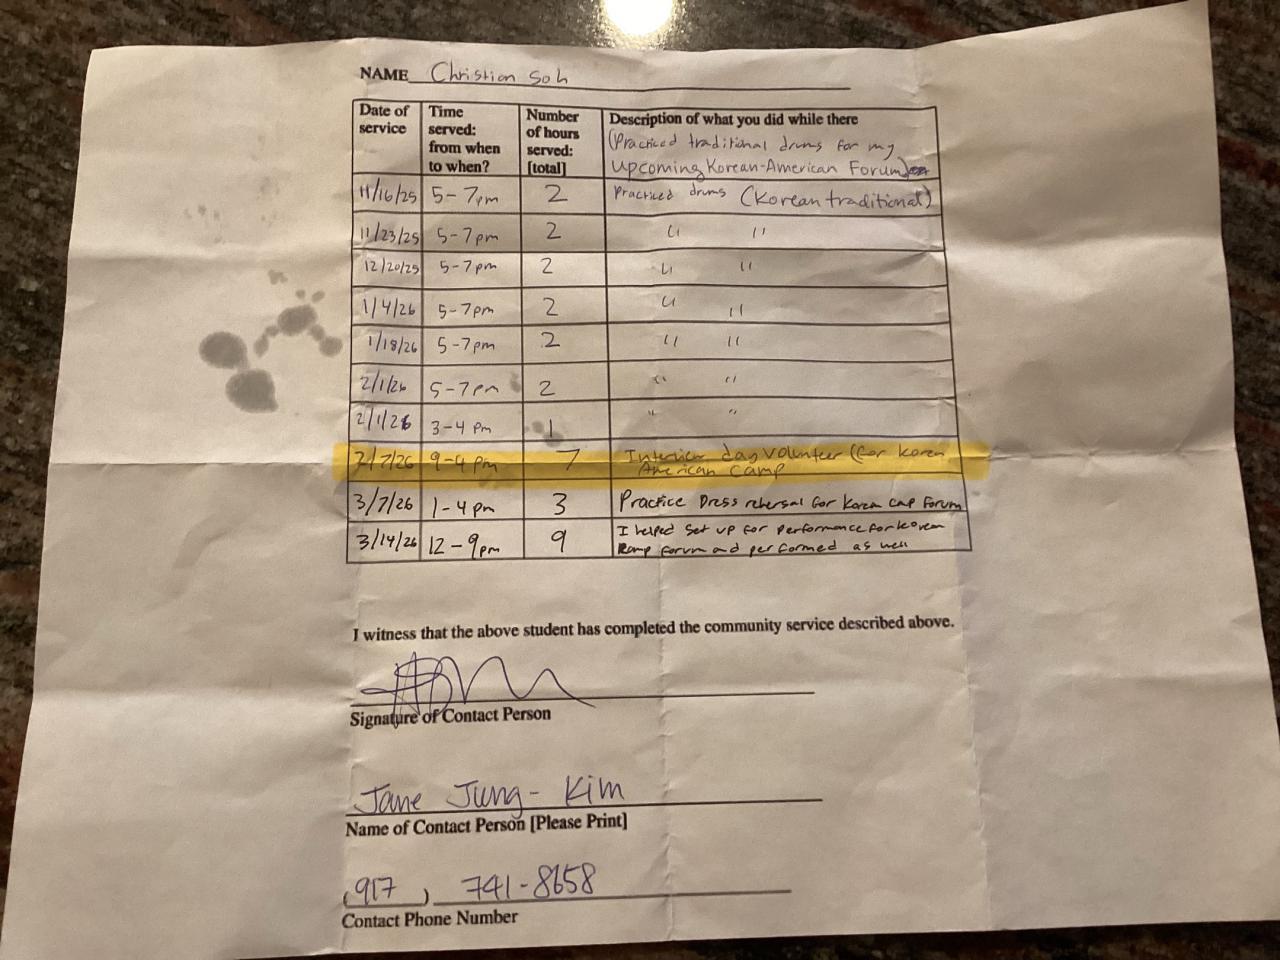 NAME Christian Soh
Date of service
Time served: from when to when?
Number of hours served: [total]
Description of what you did while there
(Practiced traditional drums for my
upcoming Korean-American Forum)
11/16/25 5-7pm 2 Practiced drums (Korean traditional)
11/23/25 5-7pm 2 " "
12/20/25 5-7pm 2 " "
1/4/26 5-7pm 2 " "
1/18/26 5-7pm 2 " "
2/1/26 5-7pm 2 " "
2/1/26 3-4 pm 1 " "
2/7/26 9-4 pm 7 Interview day volunteer (for Korean
American camp
3/7/26 1-4 pm 3 Practice Dress rehersal for Korean Camp Forum
3/14/26 12-9pm 9 I helped set up for performance for Korean
Kamp forum and performed as well
I witness that the above student has completed the community service described above.
Signature of Contact Person
Jane Jung-Kim
Name of Contact Person [Please Print]
(917) 741-8658
Contact Phone Number